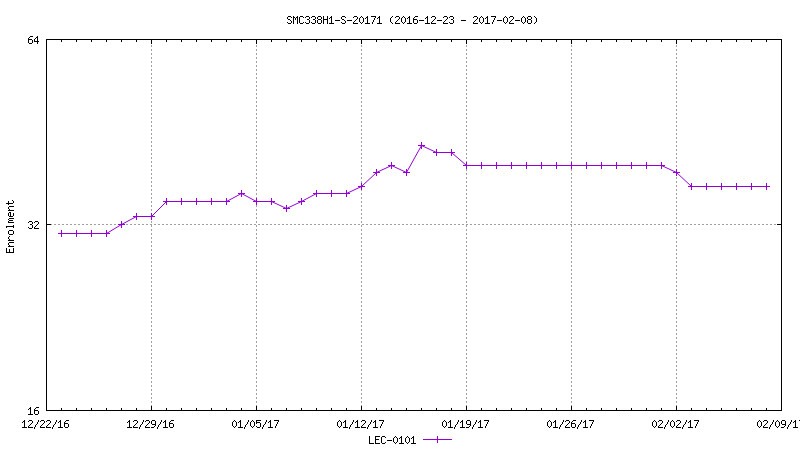 SMC338H1-S-20171 (2016-12-23 - 2017-02-08)
64
32
16
Enrolment
12/22/16 12/29/16 01/05/17 01/12/17 01/19/17 01/26/17 02/02/17 02/09/1
LEC-0101